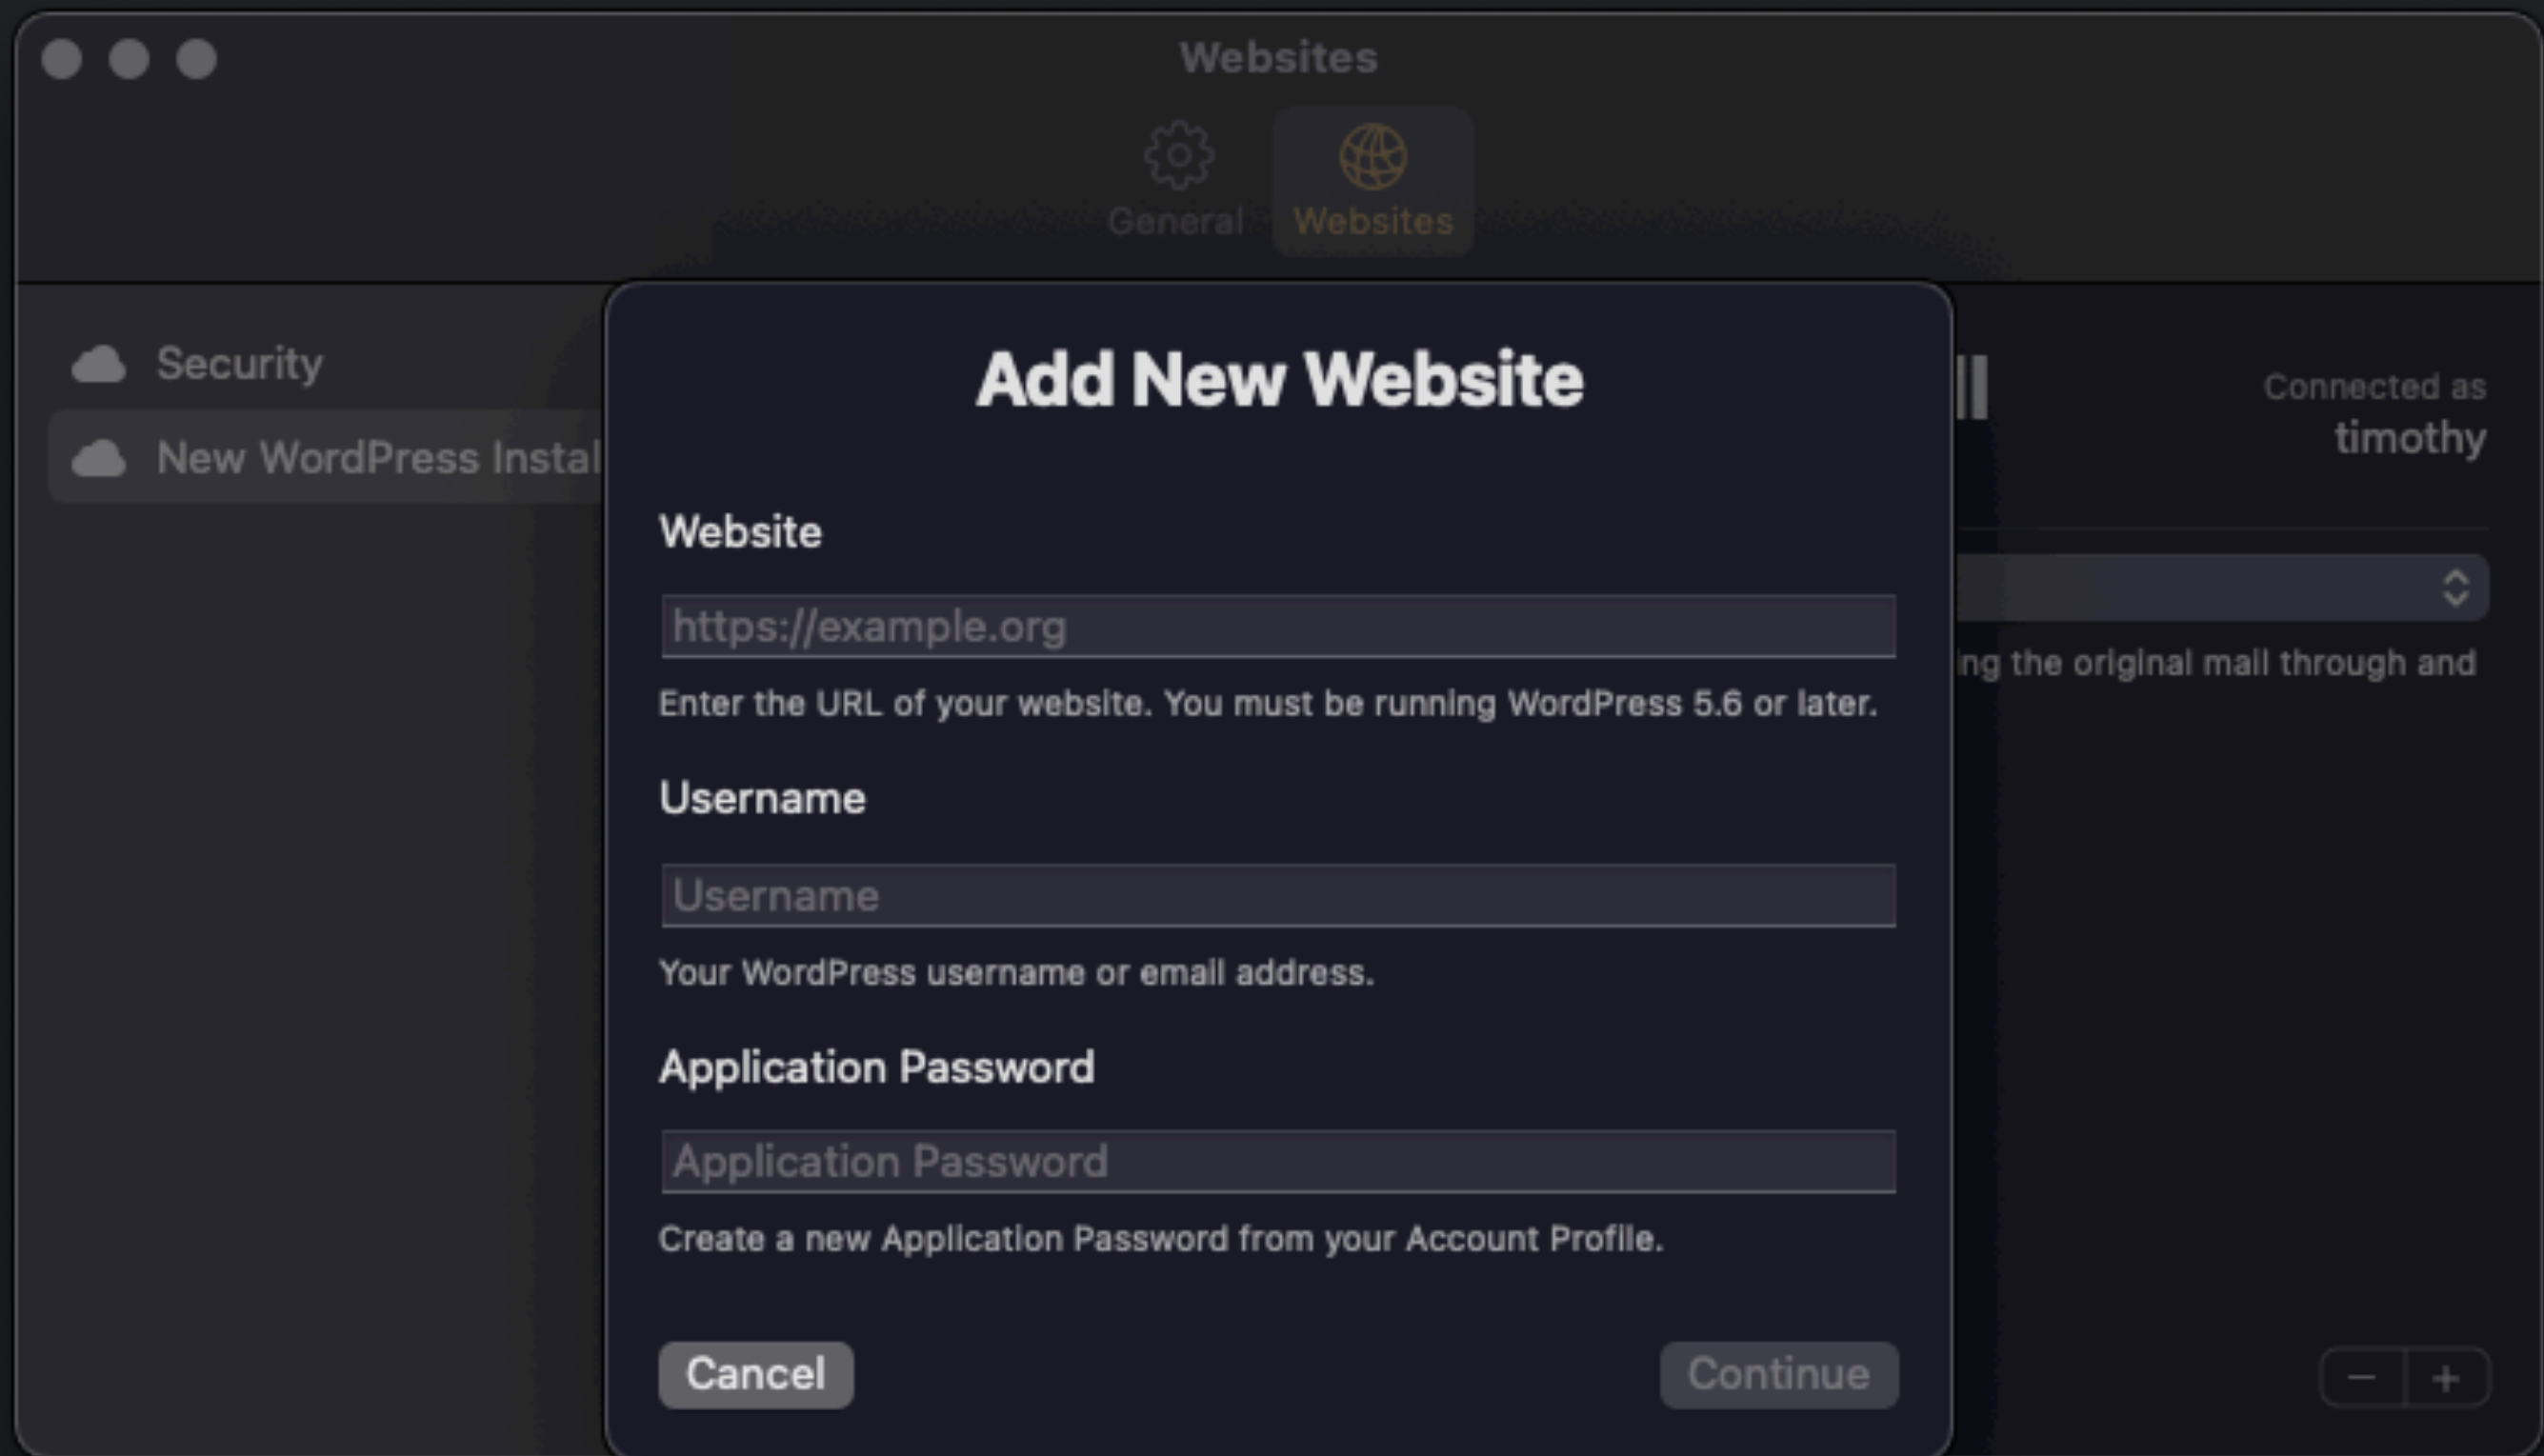 Websites
General
Websites
Security
New WordPress Instal
Connected as
timothy
ing the original mail through and
Add New Website
Website
https://example.org
Enter the URL of your website. You must be running WordPress 5.6 or later.
Username
Username
Your WordPress username or email address.
Application Password
Application Password
Create a new Application Password from your Account Profile.
Cancel
Continue